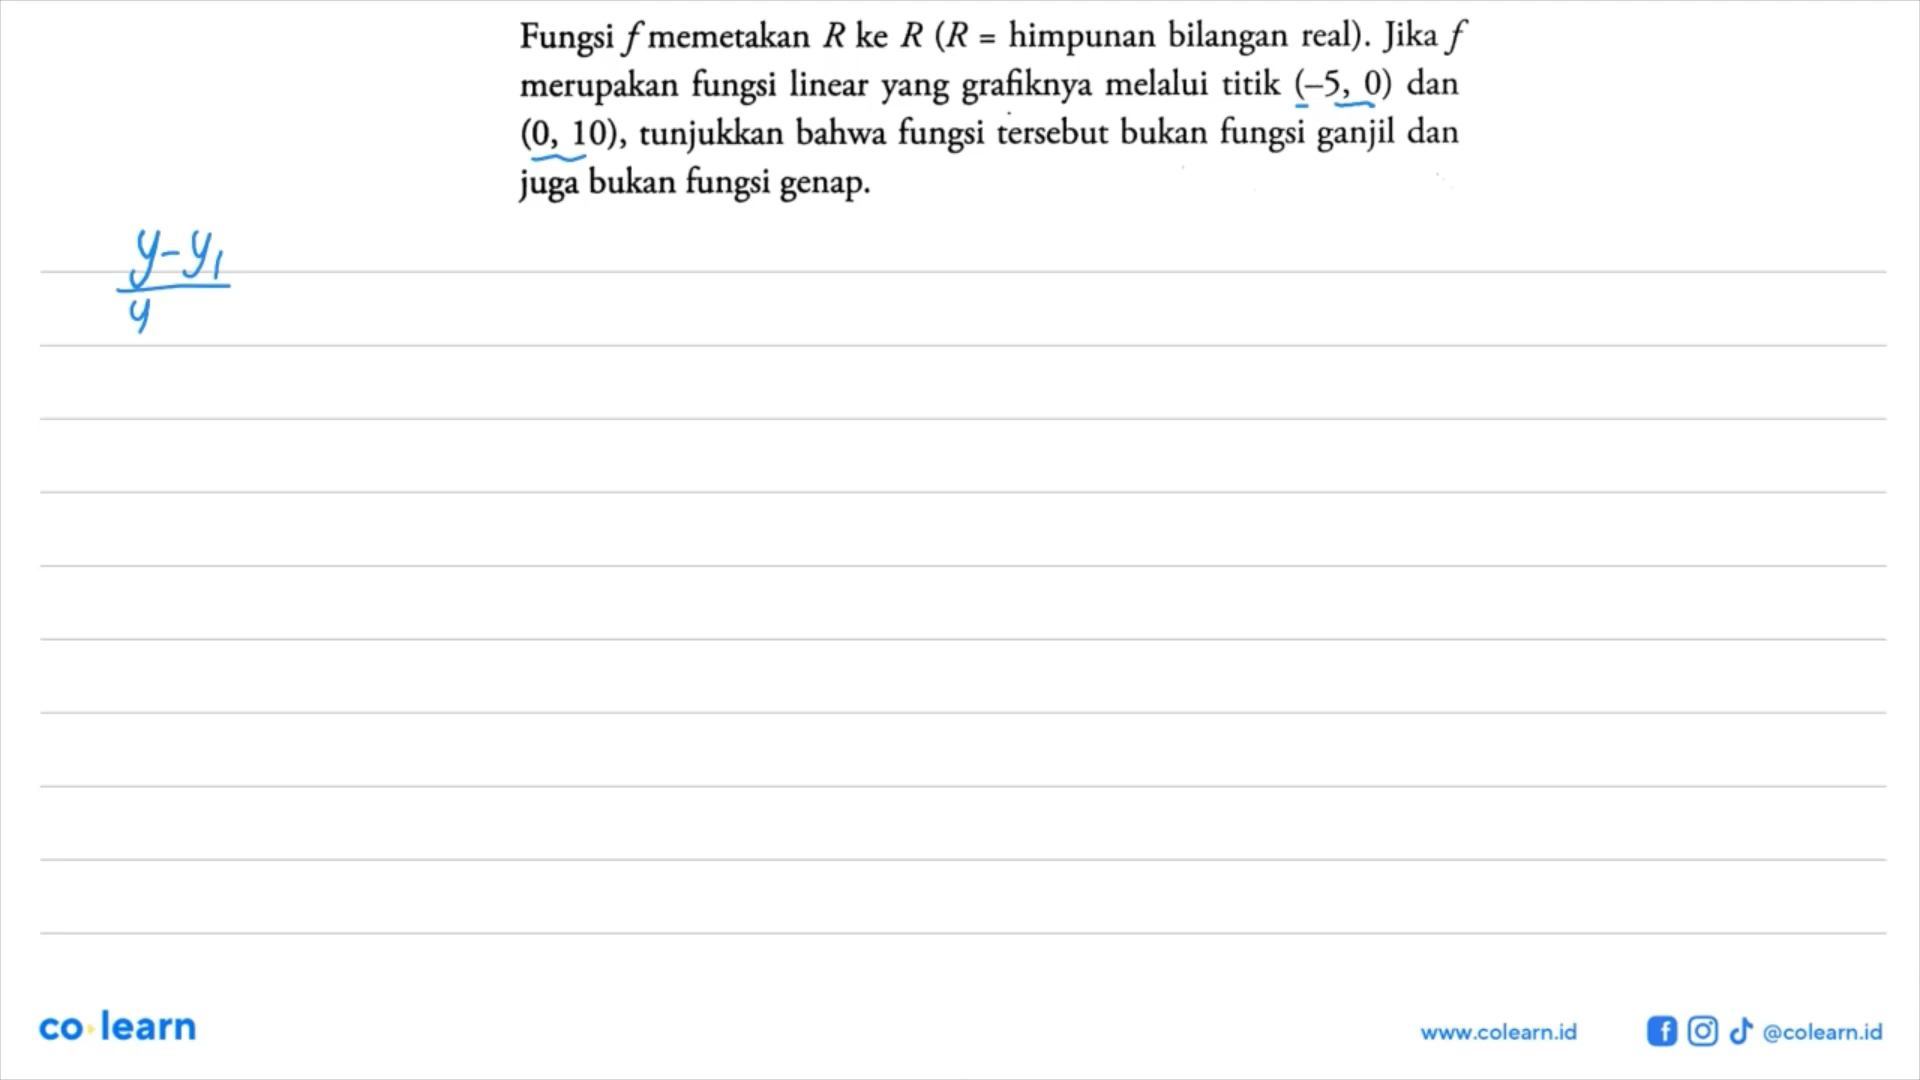 Fungsi f memetakan R ke R (R = himpunan bilangan real). Jika f
merupakan fungsi linear yang grafiknya melalui titik (–5, 0) dan
(0, 10), tunjukkan bahwa fungsi tersebut bukan fungsi ganjil dan
juga bukan fungsi genap.
y-y₁
y
co learn
www.colearn.id
@colearn.id